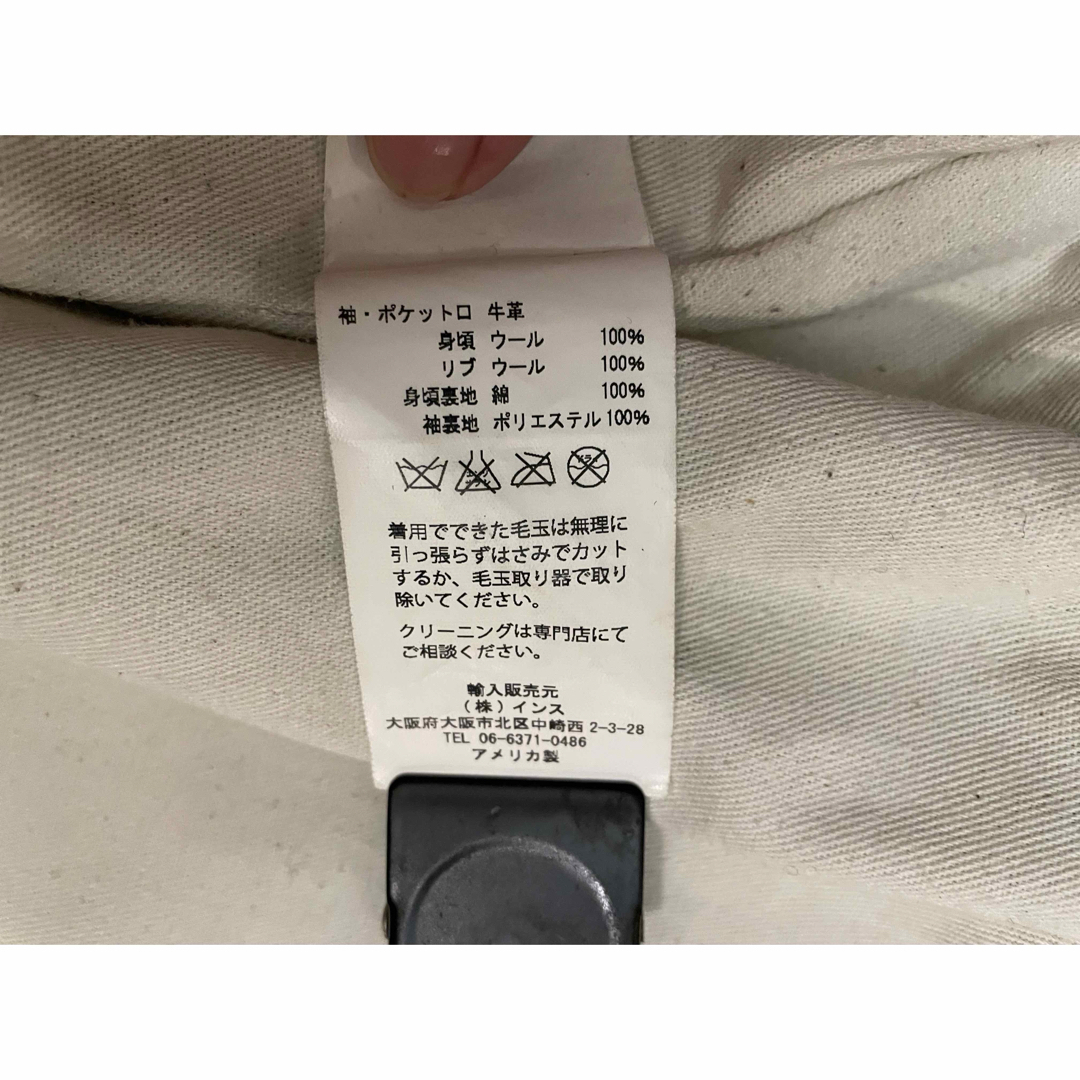 袖・ポケット口 牛革
身頃 ウール 100%
リブ ウール 100%
身頃裏地 綿 100%
袖裏地 ポリエステル 100%
着用でできた毛玉は無理に
引っ張らずはさみでカット
するか、毛玉取り器で取り
除いてください。
クリーニングは専門店にて
ご相談ください。
輸入販売元
(株)インス
大阪府大阪市北区中崎西 2-3-28
TEL 06-6371-0486
アメリカ製